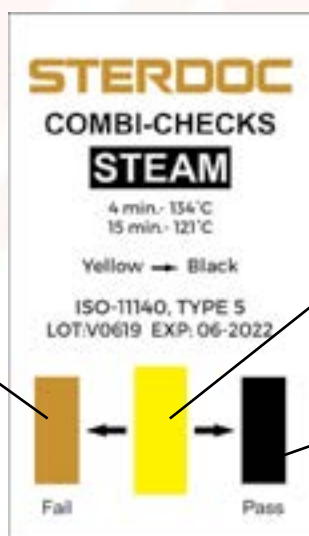 STERDOC
COMBI-CHECKS
STEAM
4 min.- 134°C
15 min.- 121°C
Yellow → Black
ISO-11140, TYPE 5
LOT:V0619 EXP: 06-2022
Fail
Pass